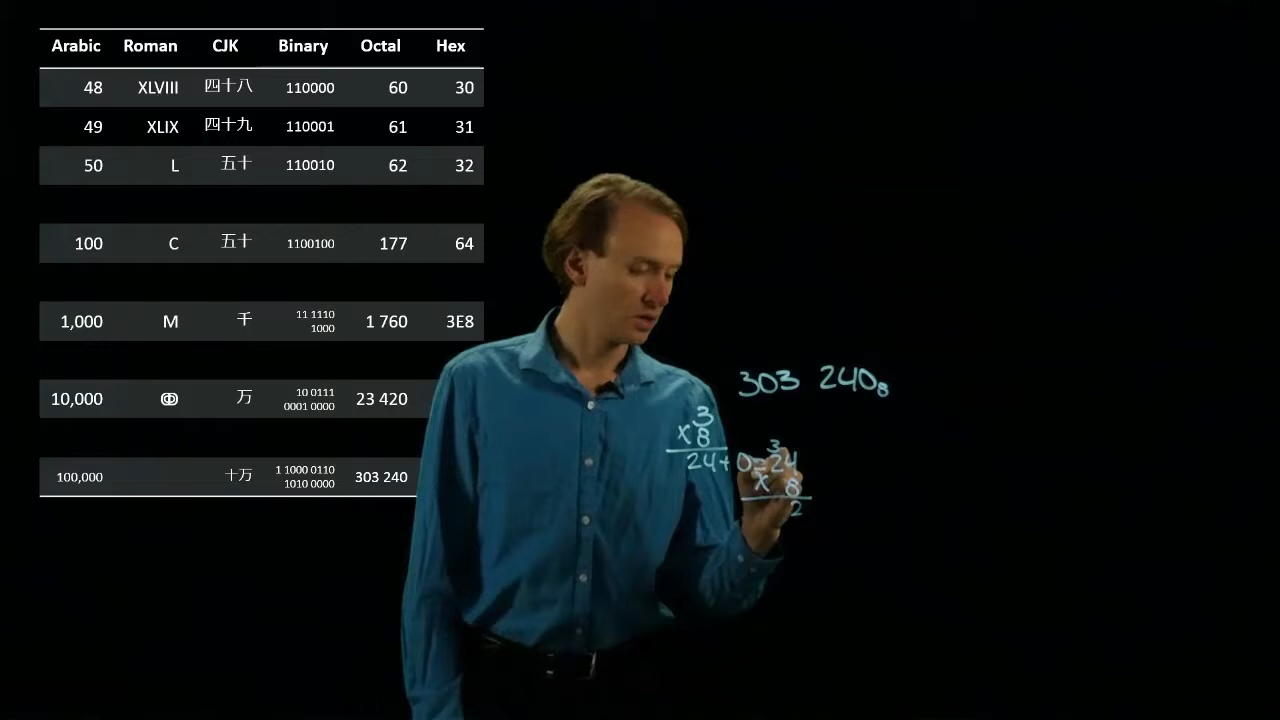 Arabic Roman CJK Binary Octal Hex
48 XLVIII 四十八 110000 60 30
49 XLIX 四十九 110001 61 31
50 L 五十 110010 62 32
100 C 五十 1100100 177 64
1,000 M 千 11 1110 1000 1 760 3E8
10,000 ↂ 万 10 0111 0001 0000 23 420
100,000 十万 1 1000 0110 1010 0000 303 240
303 240₈
3
x 8
24+0=24
3
x 8
2